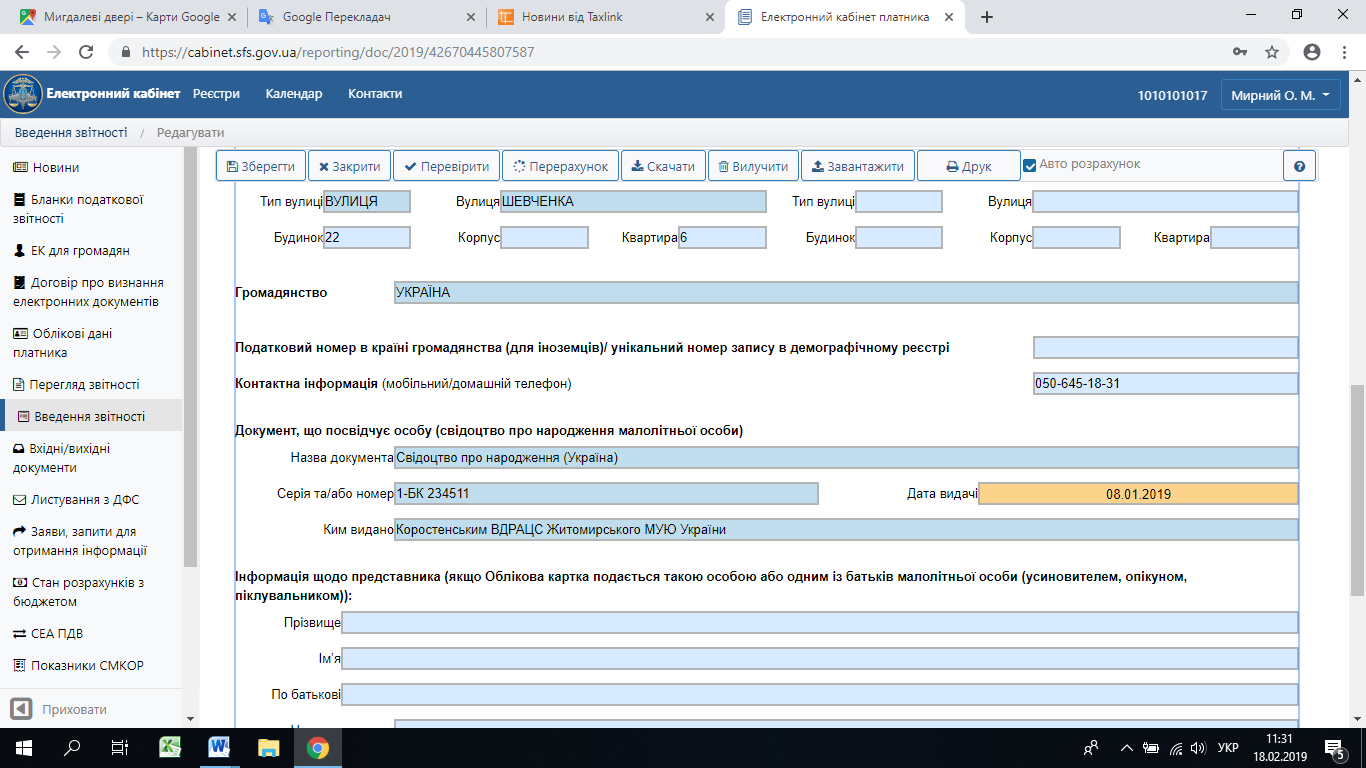 Мигдалеві двері – Карти Google
Google Перекладач
Новини від Taxlink
Електронний кабінет платника
https://cabinet.sfs.gov.ua/reporting/doc/2019/42670445807587
Електронний кабінет Реєстри Календар Контакти 1010101017 Мирний О. М.
Введення звітності / Редагувати
Новини
Бланки податкової
звітності
ЕК для громадян
Договір про визнання
електронних документів
Облікові дані
платника
Перегляд звітності
Введення звітності
Вхідні/вихідні
документи
Листування з ДФС
Заяви, запити для
отримання інформації
Стан розрахунків з
бюджетом
СЕА ПДВ
Показники СМКОР
Приховати
Зберегти Закрити Перевірити Перерахунок Скачати Вилучити Завантажити Друк Авто розрахунок ?
Тип вулиці ВУЛИЦЯ Вулиця ШЕВЧЕНКА Тип вулиці Вулиця
Будинок 22 Корпус Квартира 6 Будинок Корпус Квартира
Громадянство УКРАЇНА
Податковий номер в країні громадянства (для іноземців)/ унікальний номер запису в демографічному реєстрі
Контактна інформація (мобільний/домашній телефон) 050-645-18-31
Документ, що посвідчує особу (свідоцтво про народження малолітньої особи)
Назва документа Свідоцтво про народження (Україна)
Серія та/або номер 1-БК 234511 Дата видачі 08.01.2019
Ким видано Коростенським ВДРАЦС Житомирського МУЮ України
Інформація щодо представника (якщо Облікова картка подається такою особою або одним із батьків малолітньої особи (усиновителем, опікуном,
піклувальником)):
Прізвище
Ім'я
По батькові
УКР
11:31
18.02.2019
5